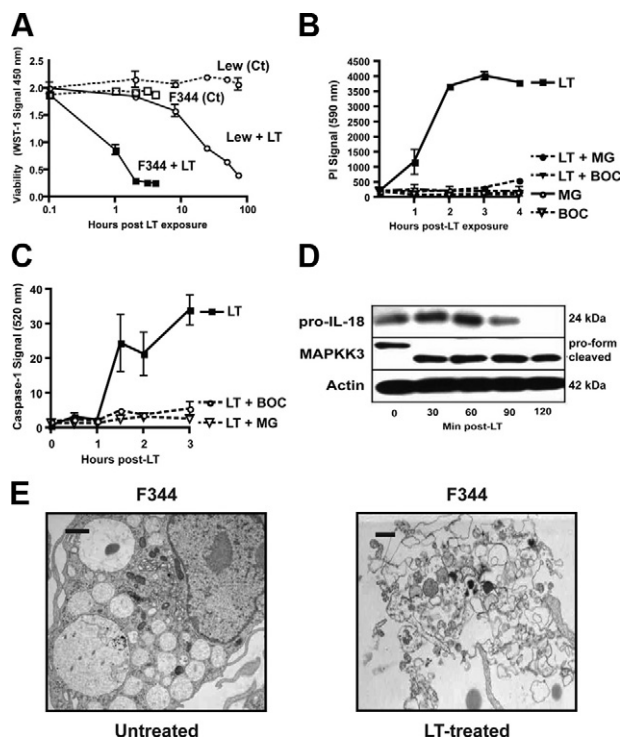 A
Viability (WST-1 Signal 450 nm)
2.5
2.0
1.5
1.0
0.5
0.0
0.1
1
10
100
Hours post LT exposure
Lew (Ct)
F344 (Ct)
Lew + LT
F344 + LT
B
PI Signal (590 nm)
4500
4000
3500
3000
2500
2000
1500
1000
500
0
1
2
3
4
Hours post-LT exposure
LT
LT + MG
LT + BOC
MG
BOC
C
Caspase-1 Signal (520 nm)
40
30
20
10
0
0
1
2
3
Hours post-LT
LT
LT + BOC
LT + MG
D
pro-IL-18
24 kDa
MAPKK3
pro-form
cleaved
Actin
42 kDa
0
30
60
90
120
Min post-LT
E
F344
F344
Untreated
LT-treated